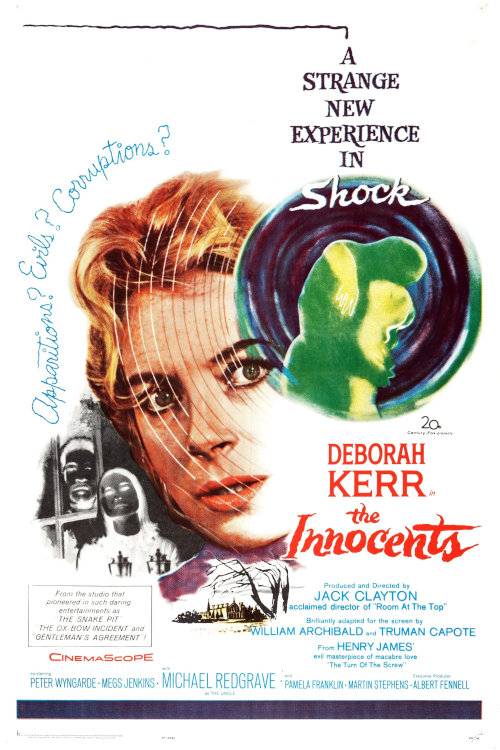 A
STRANGE
NEW
EXPERIENCE
IN
Shock
Apparitions? Evils? Corruptions?
20
Century-Fox presents
DEBORAH
KERR in
the
Innocents
Produced and Directed by
JACK CLAYTON
acclaimed director of "Room At The Top"
Brilliantly adapted for the screen by
WILLIAM ARCHIBALD and TRUMAN CAPOTE
From HENRY JAMES'
evil masterpiece of macabre love
"The Turn Of The Screw"
From the studio that
pioneered in such daring
entertainments as
"THE SNAKE PIT"
"THE OX-BOW INCIDENT and
"GENTLEMAN'S AGREEMENT"!
CINEMASCOPE
co-starring
PETER WYNGARDE · MEGS JENKINS · with MICHAEL REDGRAVE and PAMELA FRANKLIN · MARTIN STEPHENS · Executive Producer ALBERT FENNELL
AS THE UNCLE